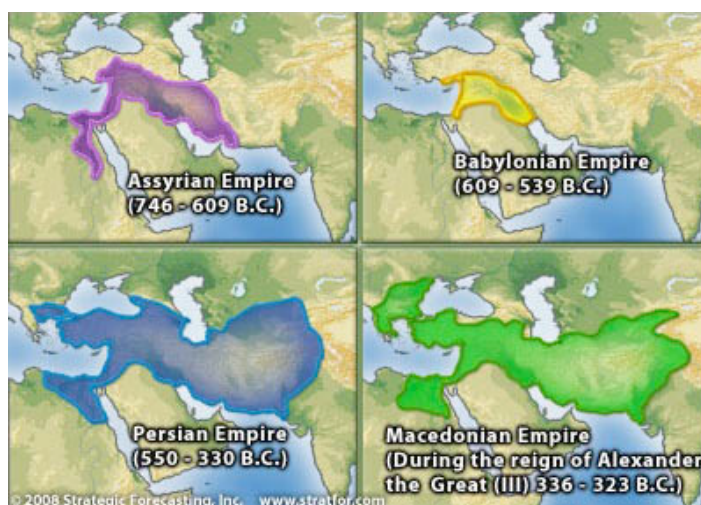 Assyrian Empire
(746 - 609 B.C.)
Babylonian Empire
(609 - 539 B.C.)
Persian Empire
(550 - 330 B.C.)
Macedonian Empire
(During the reign of Alexander
the Great (III) 336 - 323 B.C.)
© 2008 Strategic Forecasting, Inc. www.stratfor.com